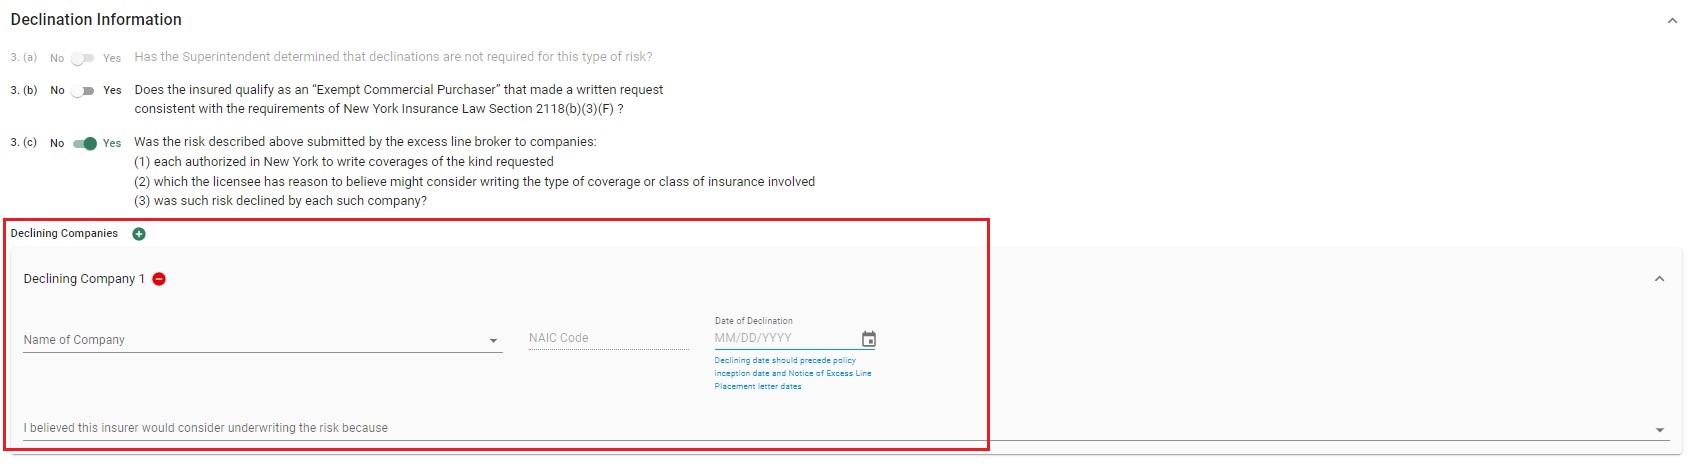 Declination Information
3. (a) No Yes Has the Superintendent determined that declinations are not required for this type of risk?
3. (b) No Yes Does the insured qualify as an “Exempt Commercial Purchaser” that made a written request
consistent with the requirements of New York Insurance Law Section 2118(b)(3)(F) ?
3. (c) No Yes Was the risk described above submitted by the excess line broker to companies:
(1) each authorized in New York to write coverages of the kind requested
(2) which the licensee has reason to believe might consider writing the type of coverage or class of insurance involved
(3) was such risk declined by each such company?
Declining Companies
Declining Company 1
Name of Company
NAIC Code
Date of Declination
MM/DD/YYYY
Declining date should precede policy
inception date and Notice of Excess Line
Placement letter dates
I believed this insurer would consider underwriting the risk because